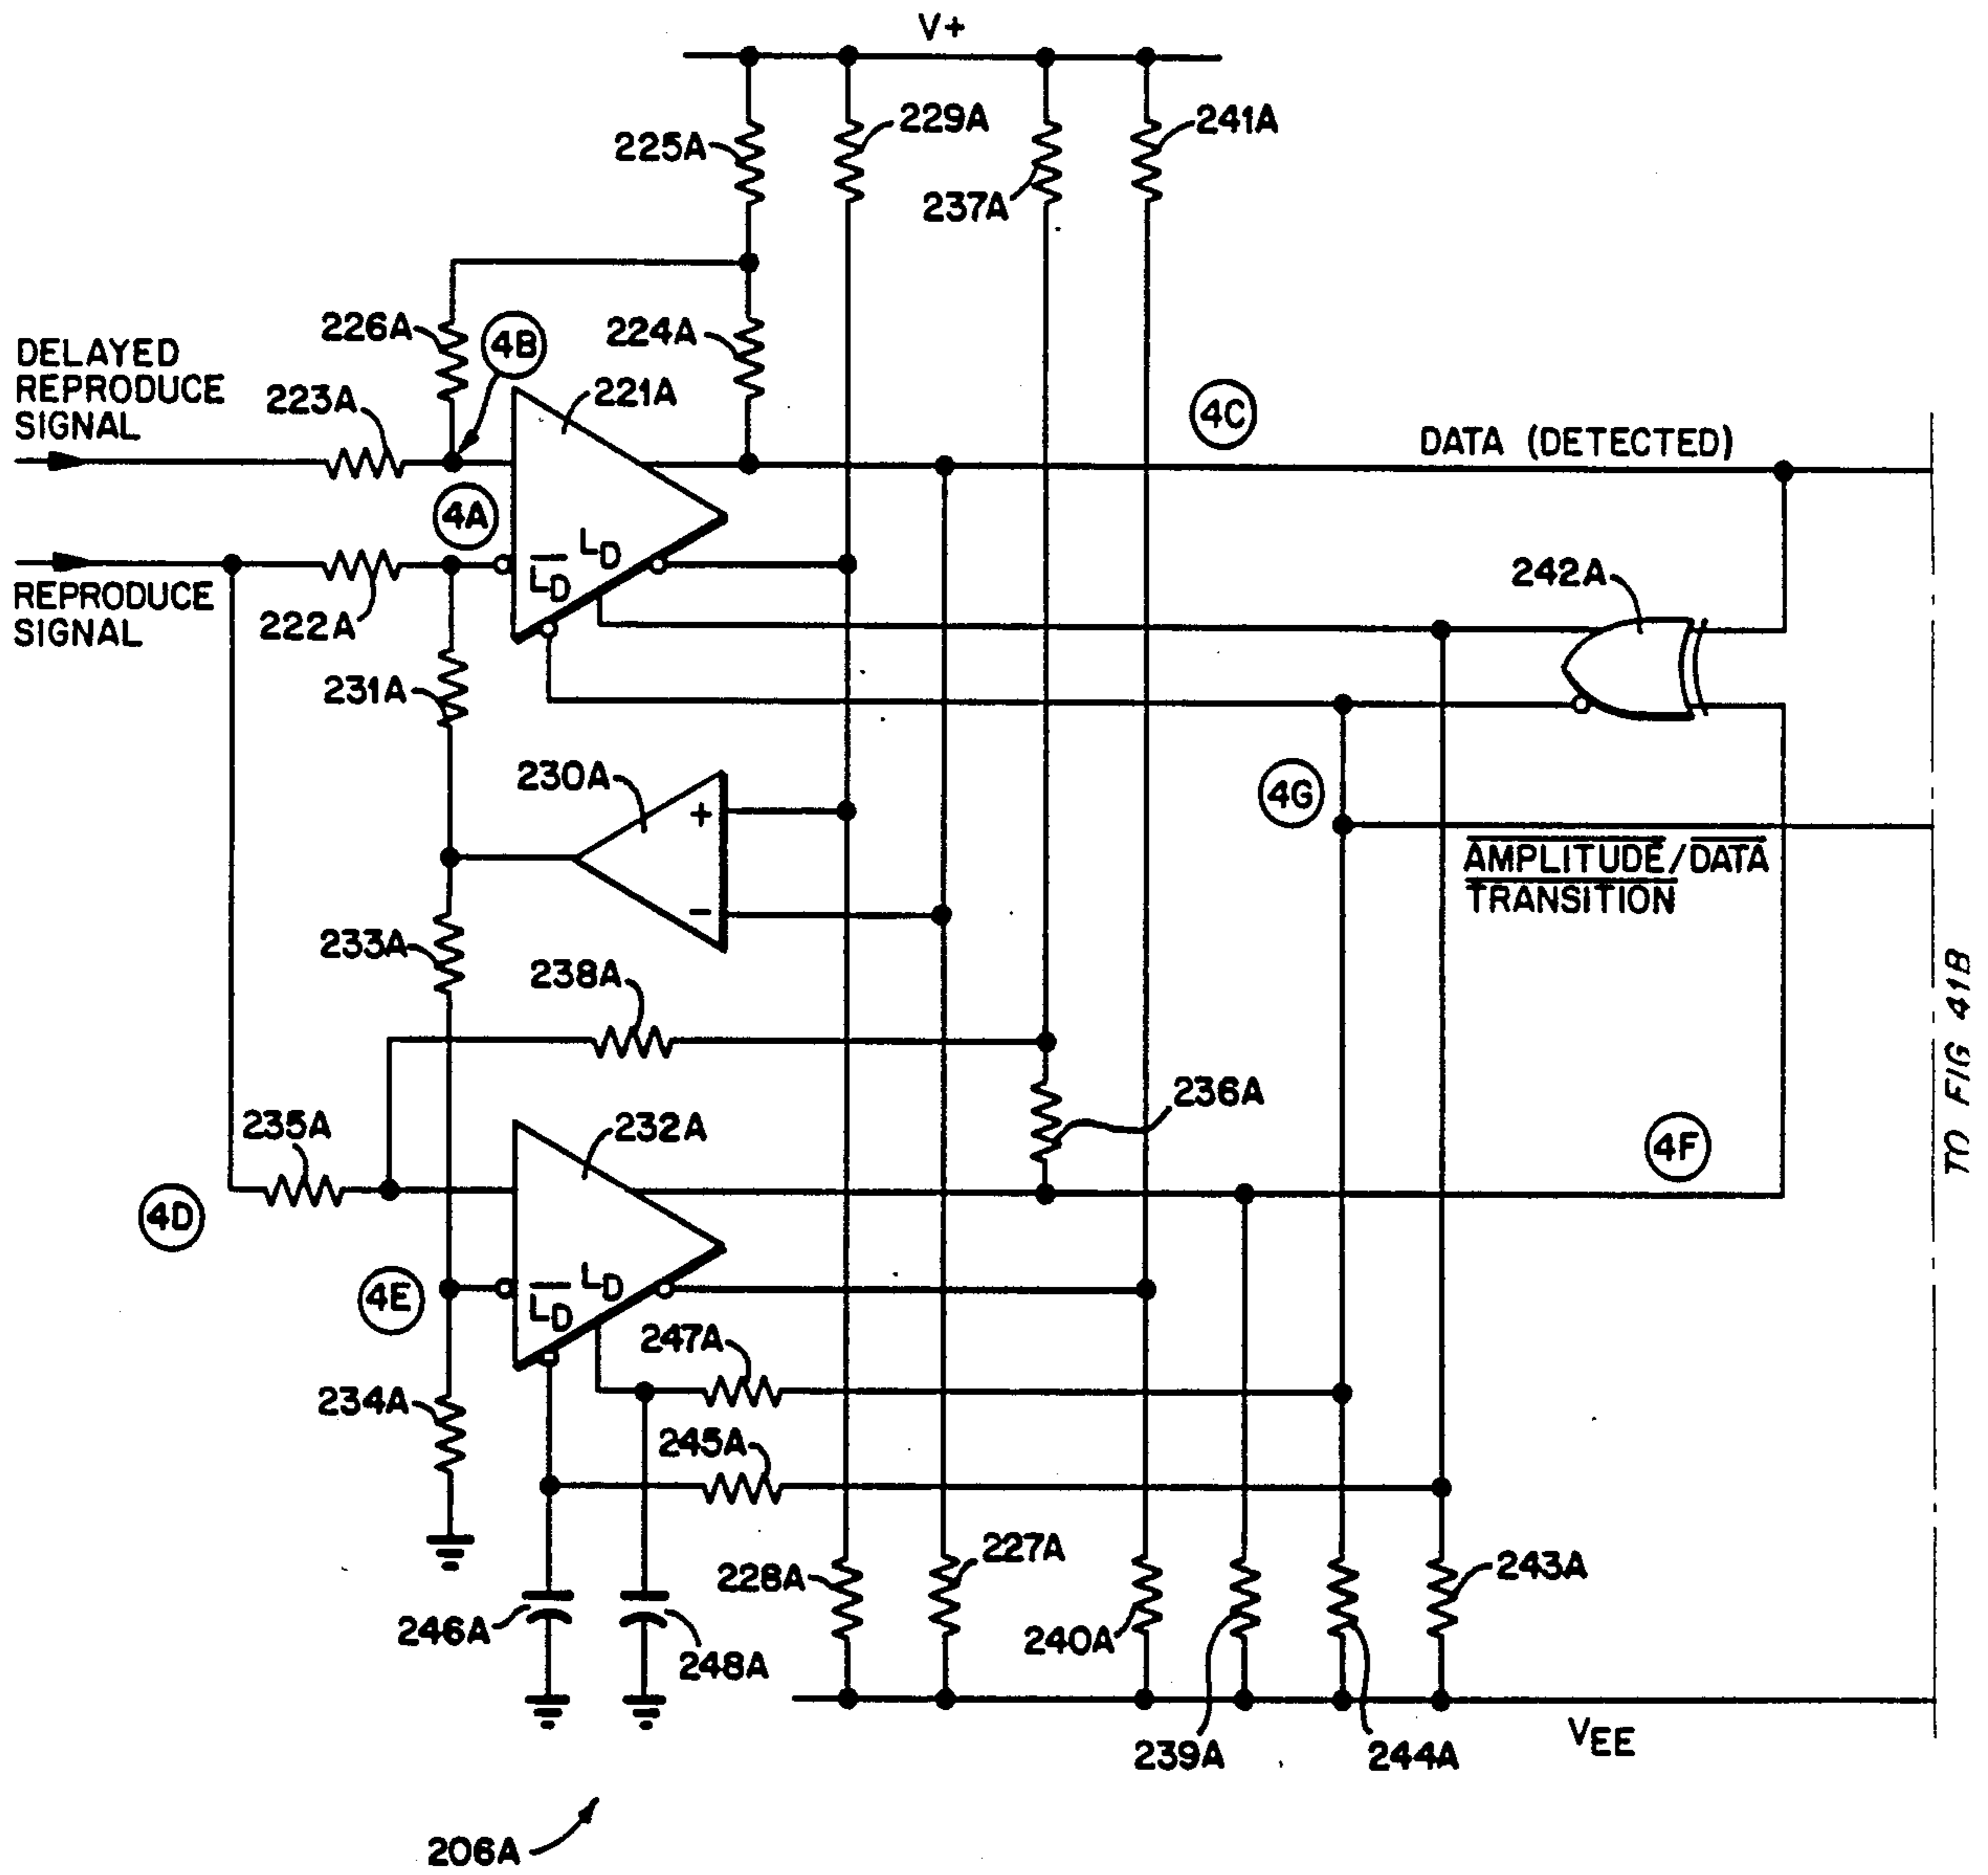 V+
225A
229A
241A
237A
226A
4B
224A
DELAYED
REPRODUCE
SIGNAL
223A
221A
4C
DATA (DETECTED)
4A
LD
LD
REPRODUCE
SIGNAL
222A
242A
231A
230A
+
-
4G
AMPLITUDE/DATA
TRANSITION
233A
238A
TO FIG 41B
236A
235A
232A
4F
4D
4E
LD
LD
247A
234A
245A
227A
228A
243A
246A
248A
240A
239A
244A
VEE
206A